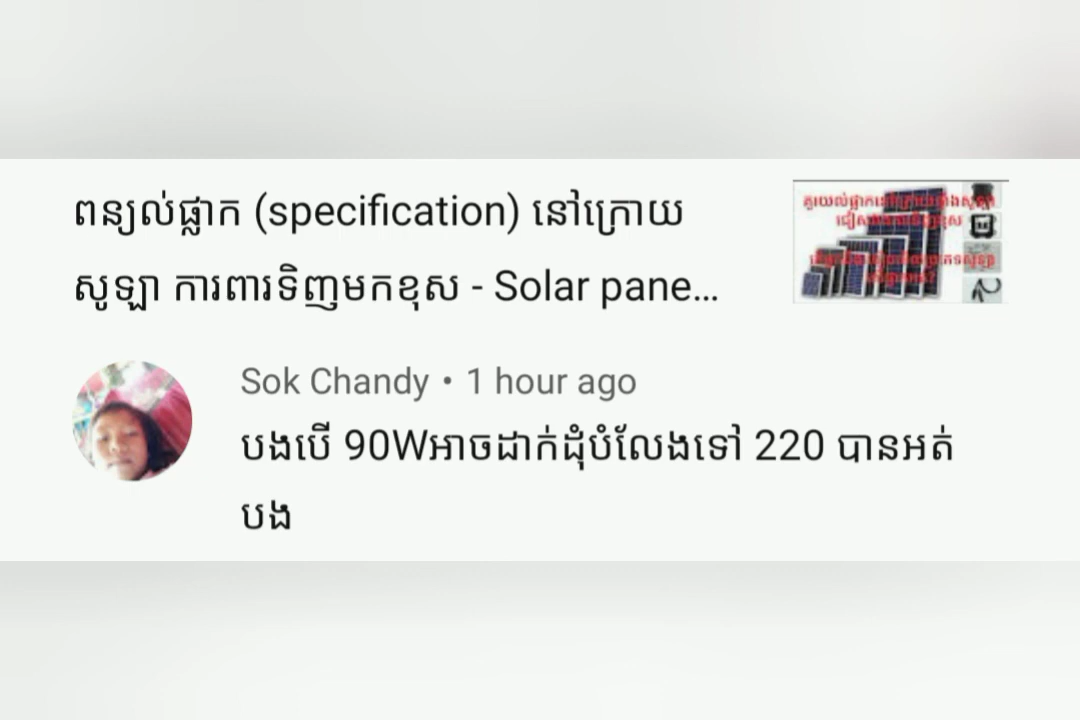 ពន្យល់ផ្លាក (specification) នៅក្រោយ
សូឡា ការពារទិញមកខុស - Solar pane...
Sok Chandy • 1 hour ago
បងបើ 90Wអាចដាក់ដុំបំលែងទៅ 220 បានអត់
បង